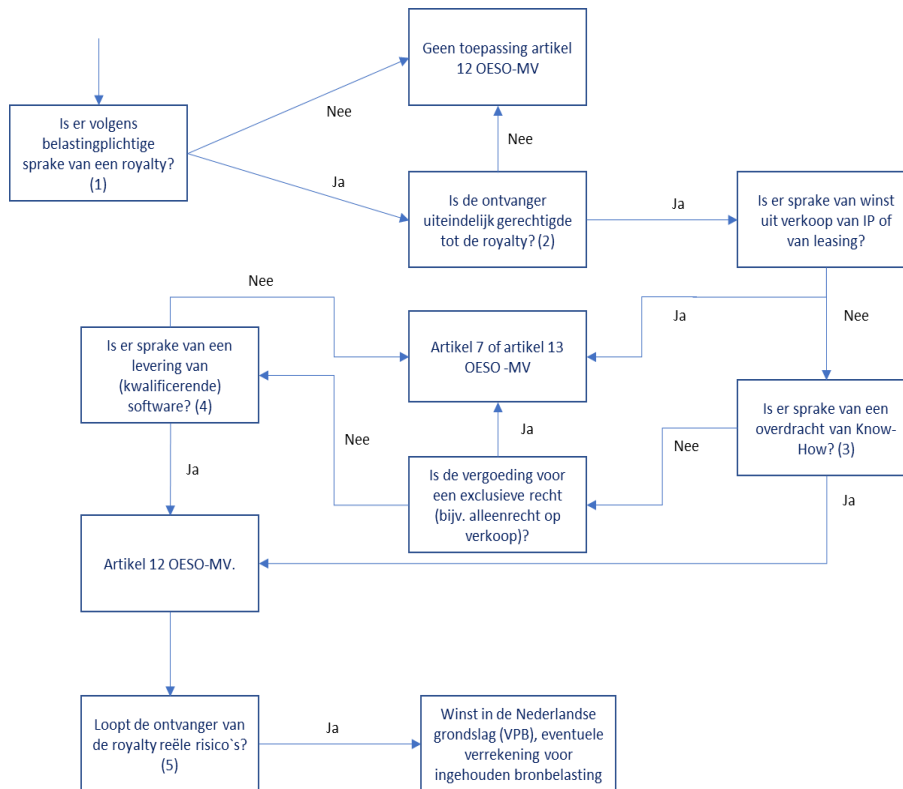 Geen toepassing artikel
12 OESO-MV
Nee
Is er volgens
belastingplichtige
sprake van een royalty?
(1)
Nee
Ja
Is de ontvanger
uiteindelijk gerechtigde
tot de royalty? (2)
Ja
Is er sprake van winst
uit verkoop van IP of
van leasing?
Nee
Ja
Nee
Is er sprake van een
levering van
(kwalificerende)
software? (4)
Artikel 7 of artikel 13
OESO -MV
Is er sprake van een
overdracht van Know-
How? (3)
Nee
Ja
Nee
Ja
Is de vergoeding voor
een exclusieve recht
(bijv. alleenrecht op
verkoop)?
Ja
Artikel 12 OESO-MV.
Loopt de ontvanger van
de royalty reële risico`s?
(5)
Ja
Winst in de Nederlandse
grondslag (VPB), eventuele
verrekening voor
ingehouden bronbelasting